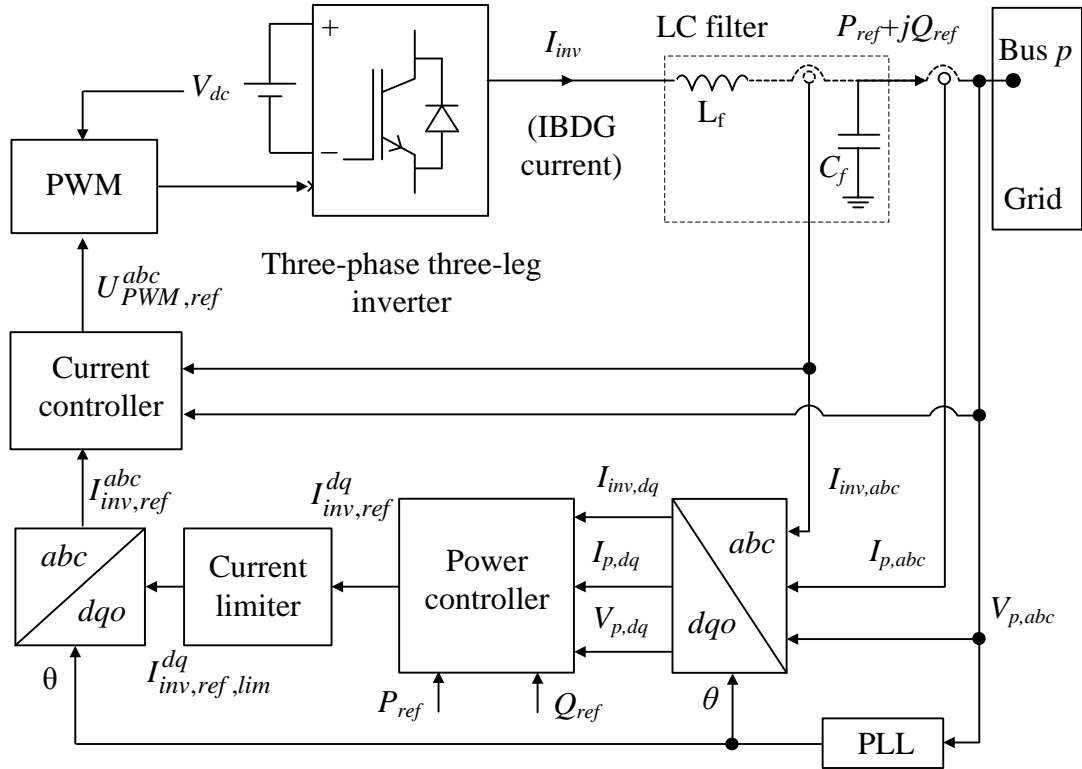 LC filter
P_ref+jQ_ref
I_inv
+
Bus p
V_dc
L_f
(IBDG
current)
−
C_f
PWM
Grid
Three-phase three-leg
inverter
U^abc_PWM,ref
Current
controller
I^abc_inv,ref
I^dq_inv,ref
I_inv,dq
I_inv,abc
abc
dqo
Current
limiter
Power
controller
I_p,dq
V_p,dq
abc
dqo
I_p,abc
V_p,abc
θ
I^dq_inv,ref,lim
P_ref
Q_ref
θ
PLL